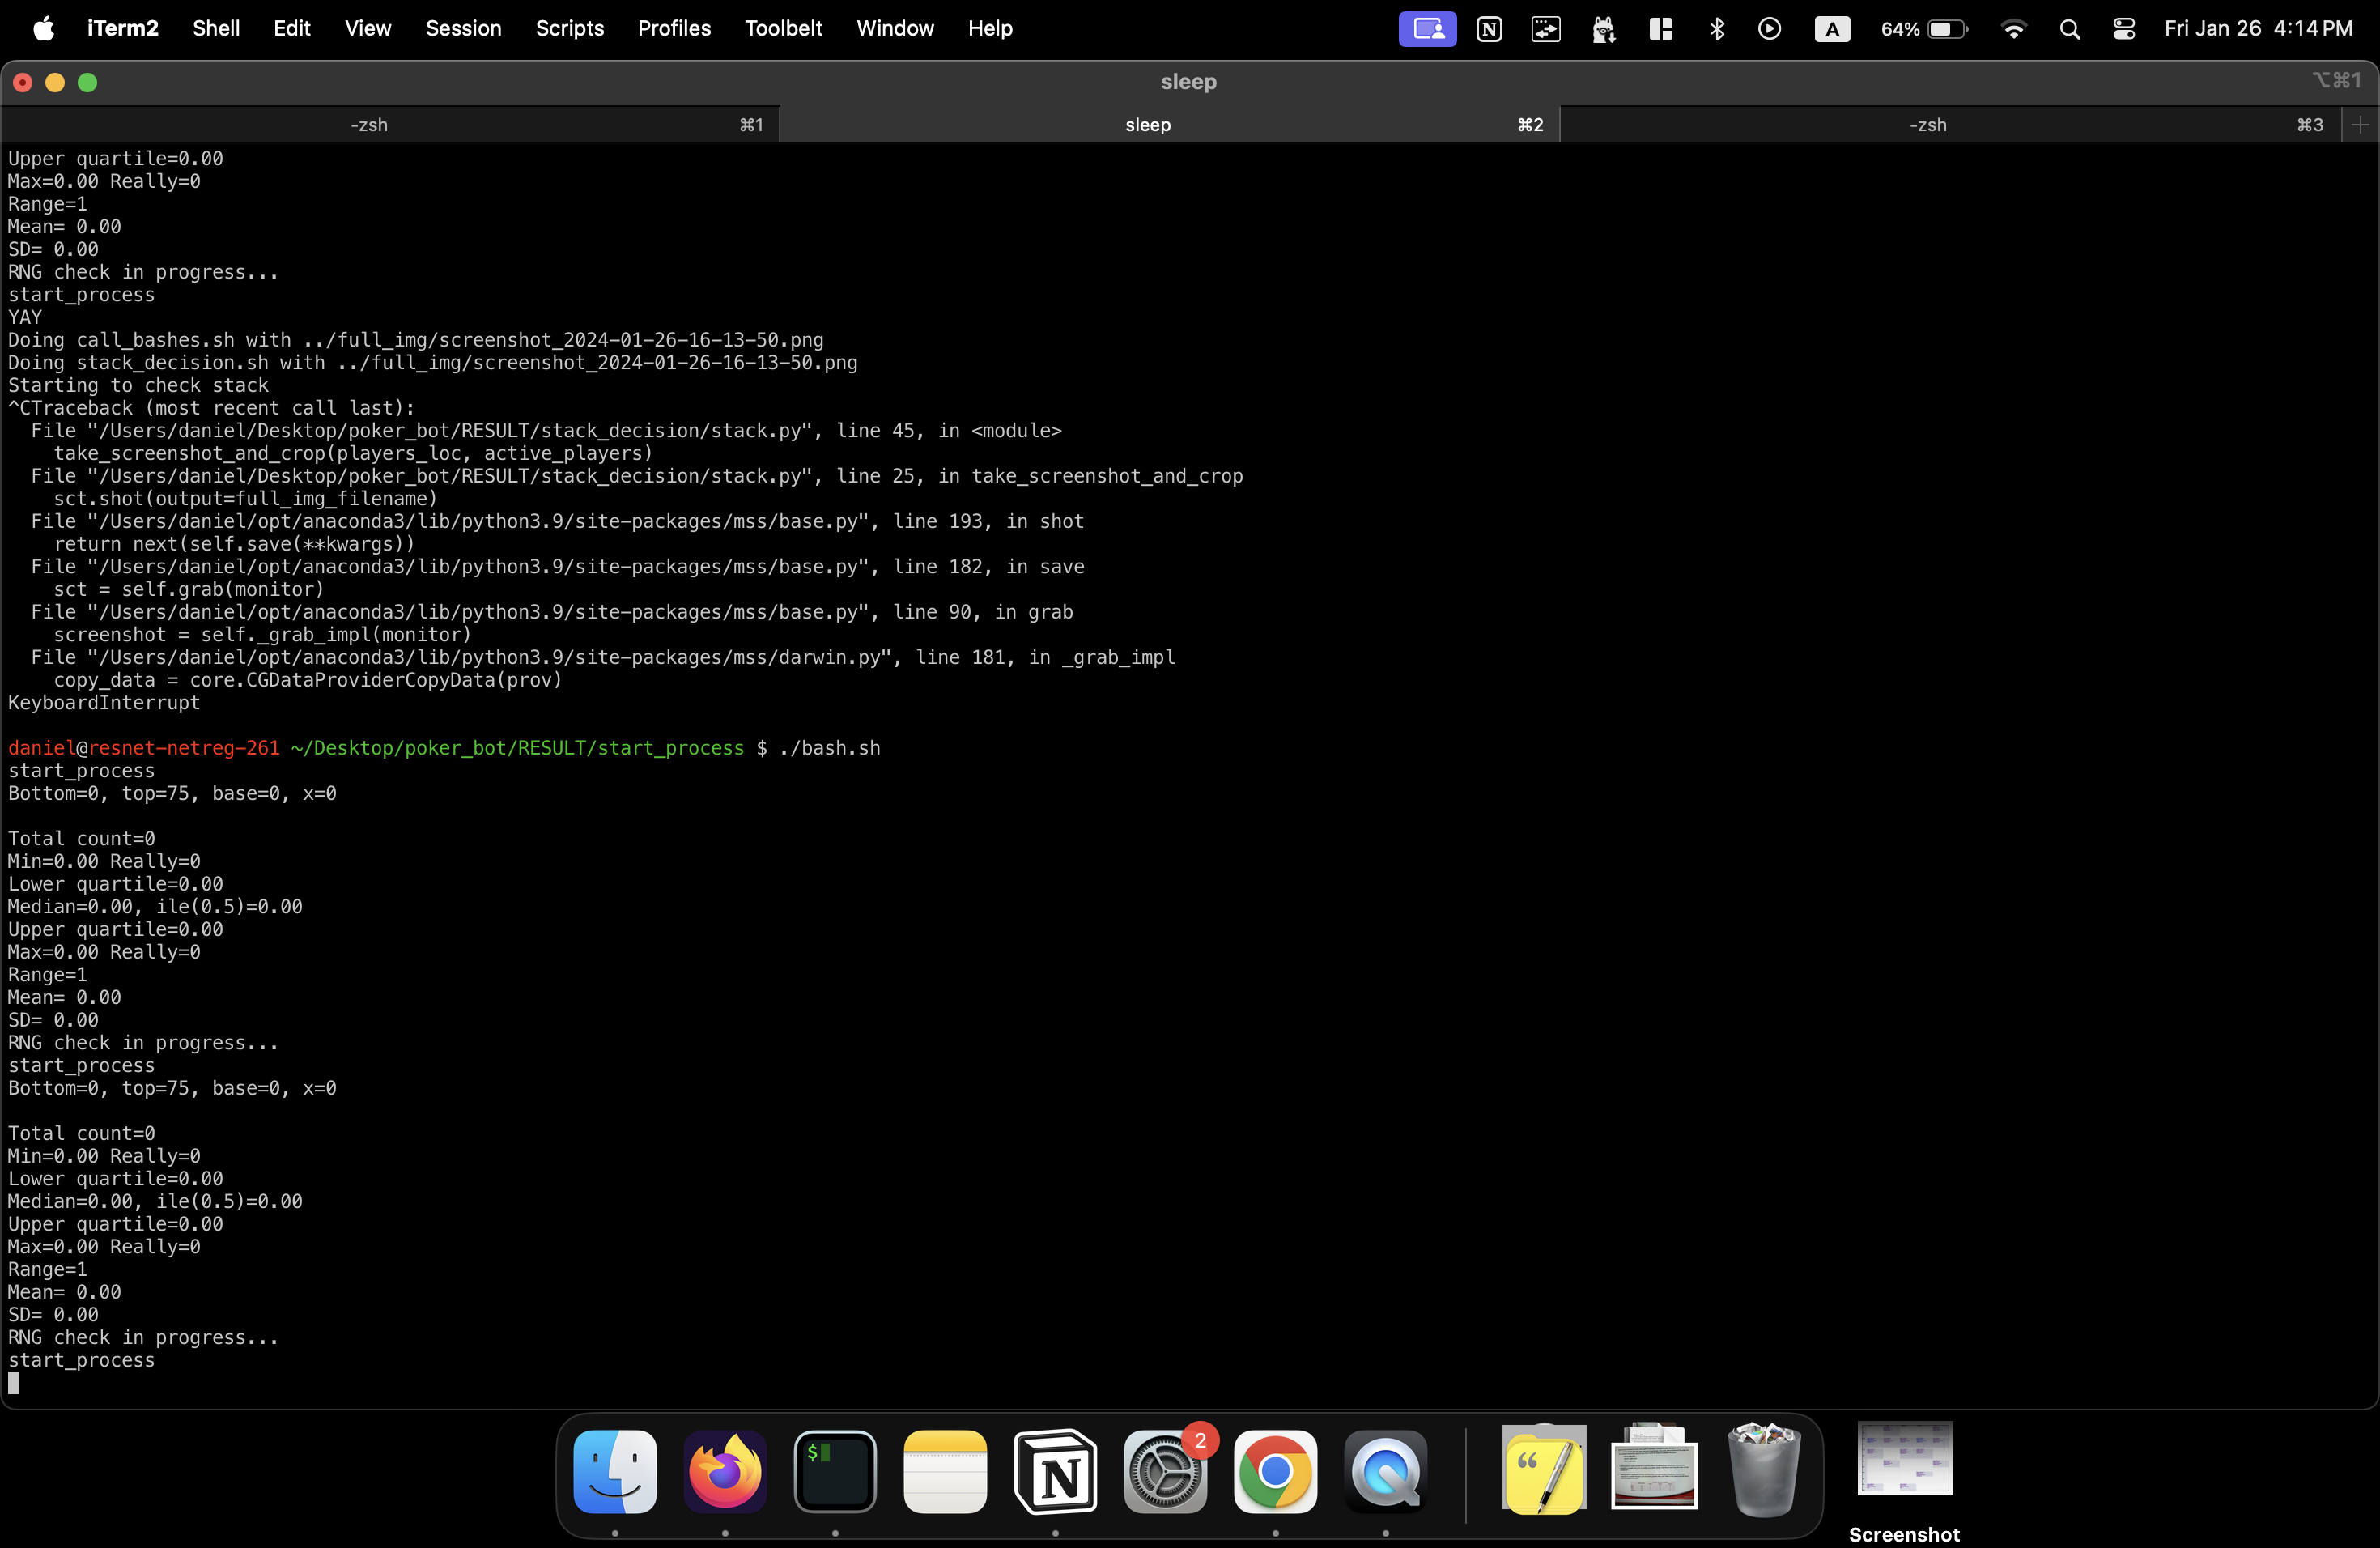 iTerm2 Shell Edit View Session Scripts Profiles Toolbelt Window Help A 64% Fri Jan 26 4:14 PM
sleep ⌥⌘1
-zsh ⌘1 sleep ⌘2 -zsh ⌘3
Upper quartile=0.00
Max=0.00 Really=0
Range=1
Mean= 0.00
SD= 0.00
RNG check in progress...
start_process
YAY
Doing call_bashes.sh with ../full_img/screenshot_2024-01-26-16-13-50.png
Doing stack_decision.sh with ../full_img/screenshot_2024-01-26-16-13-50.png
Starting to check stack
^CTraceback (most recent call last):
  File "/Users/daniel/Desktop/poker_bot/RESULT/stack_decision/stack.py", line 45, in <module>
    take_screenshot_and_crop(players_loc, active_players)
  File "/Users/daniel/Desktop/poker_bot/RESULT/stack_decision/stack.py", line 25, in take_screenshot_and_crop
    sct.shot(output=full_img_filename)
  File "/Users/daniel/opt/anaconda3/lib/python3.9/site-packages/mss/base.py", line 193, in shot
    return next(self.save(**kwargs))
  File "/Users/daniel/opt/anaconda3/lib/python3.9/site-packages/mss/base.py", line 182, in save
    sct = self.grab(monitor)
  File "/Users/daniel/opt/anaconda3/lib/python3.9/site-packages/mss/base.py", line 90, in grab
    screenshot = self._grab_impl(monitor)
  File "/Users/daniel/opt/anaconda3/lib/python3.9/site-packages/mss/darwin.py", line 181, in _grab_impl
    copy_data = core.CGDataProviderCopyData(prov)
KeyboardInterrupt
daniel@resnet-netreg-261 ~/Desktop/poker_bot/RESULT/start_process $ ./bash.sh
start_process
Bottom=0, top=75, base=0, x=0
Total count=0
Min=0.00 Really=0
Lower quartile=0.00
Median=0.00, ile(0.5)=0.00
Upper quartile=0.00
Max=0.00 Really=0
Range=1
Mean= 0.00
SD= 0.00
RNG check in progress...
start_process
Bottom=0, top=75, base=0, x=0
Total count=0
Min=0.00 Really=0
Lower quartile=0.00
Median=0.00, ile(0.5)=0.00
Upper quartile=0.00
Max=0.00 Really=0
Range=1
Mean= 0.00
SD= 0.00
RNG check in progress...
start_process
2
Screenshot